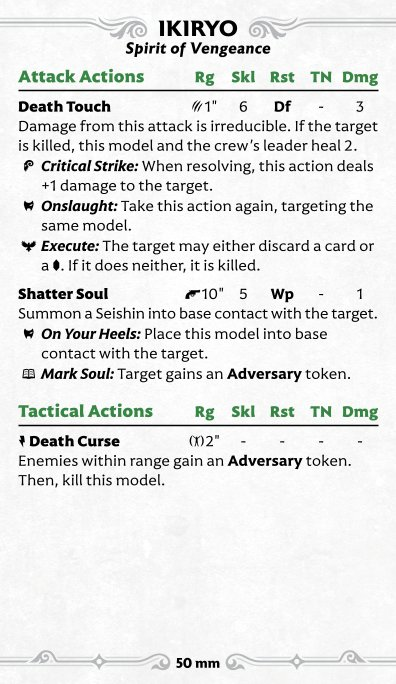 IKIRYO
Spirit of Vengeance
Attack Actions Rg Skl Rst TN Dmg
Death Touch 1" 6 Df - 3
Damage from this attack is irreducible. If the target
is killed, this model and the crew's leader heal 2.
Critical Strike: When resolving, this action deals
+1 damage to the target.
Onslaught: Take this action again, targeting the
same model.
Execute: The target may either discard a card or
a . If it does neither, it is killed.
Shatter Soul 10" 5 Wp - 1
Summon a Seishin into base contact with the target.
On Your Heels: Place this model into base
contact with the target.
Mark Soul: Target gains an Adversary token.
Tactical Actions Rg Skl Rst TN Dmg
Death Curse 2" - - - -
Enemies within range gain an Adversary token.
Then, kill this model.
50 mm